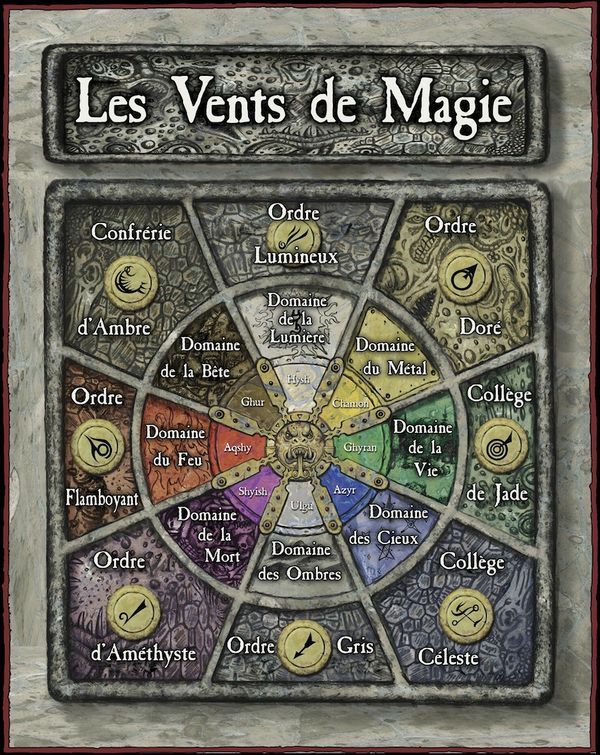 Les Vents de Magie
Confrérie
d'Ambre
Ordre
Lumineux
Ordre
Doré
Domaine
de la
Lumière
Domaine
de la Bête
Domaine
du Métal
Hysh
Ghur
Chamon
Ordre
Flamboyant
Domaine
du Feu
Aqshy
Ghyran
Domaine
de la
Vie
Collège
de Jade
Shyish
Ulgu
Azyr
Domaine
de la
Mort
Domaine
des Cieux
Domaine
des Ombres
Ordre
d'Améthyste
Ordre Gris
Collège
Céleste